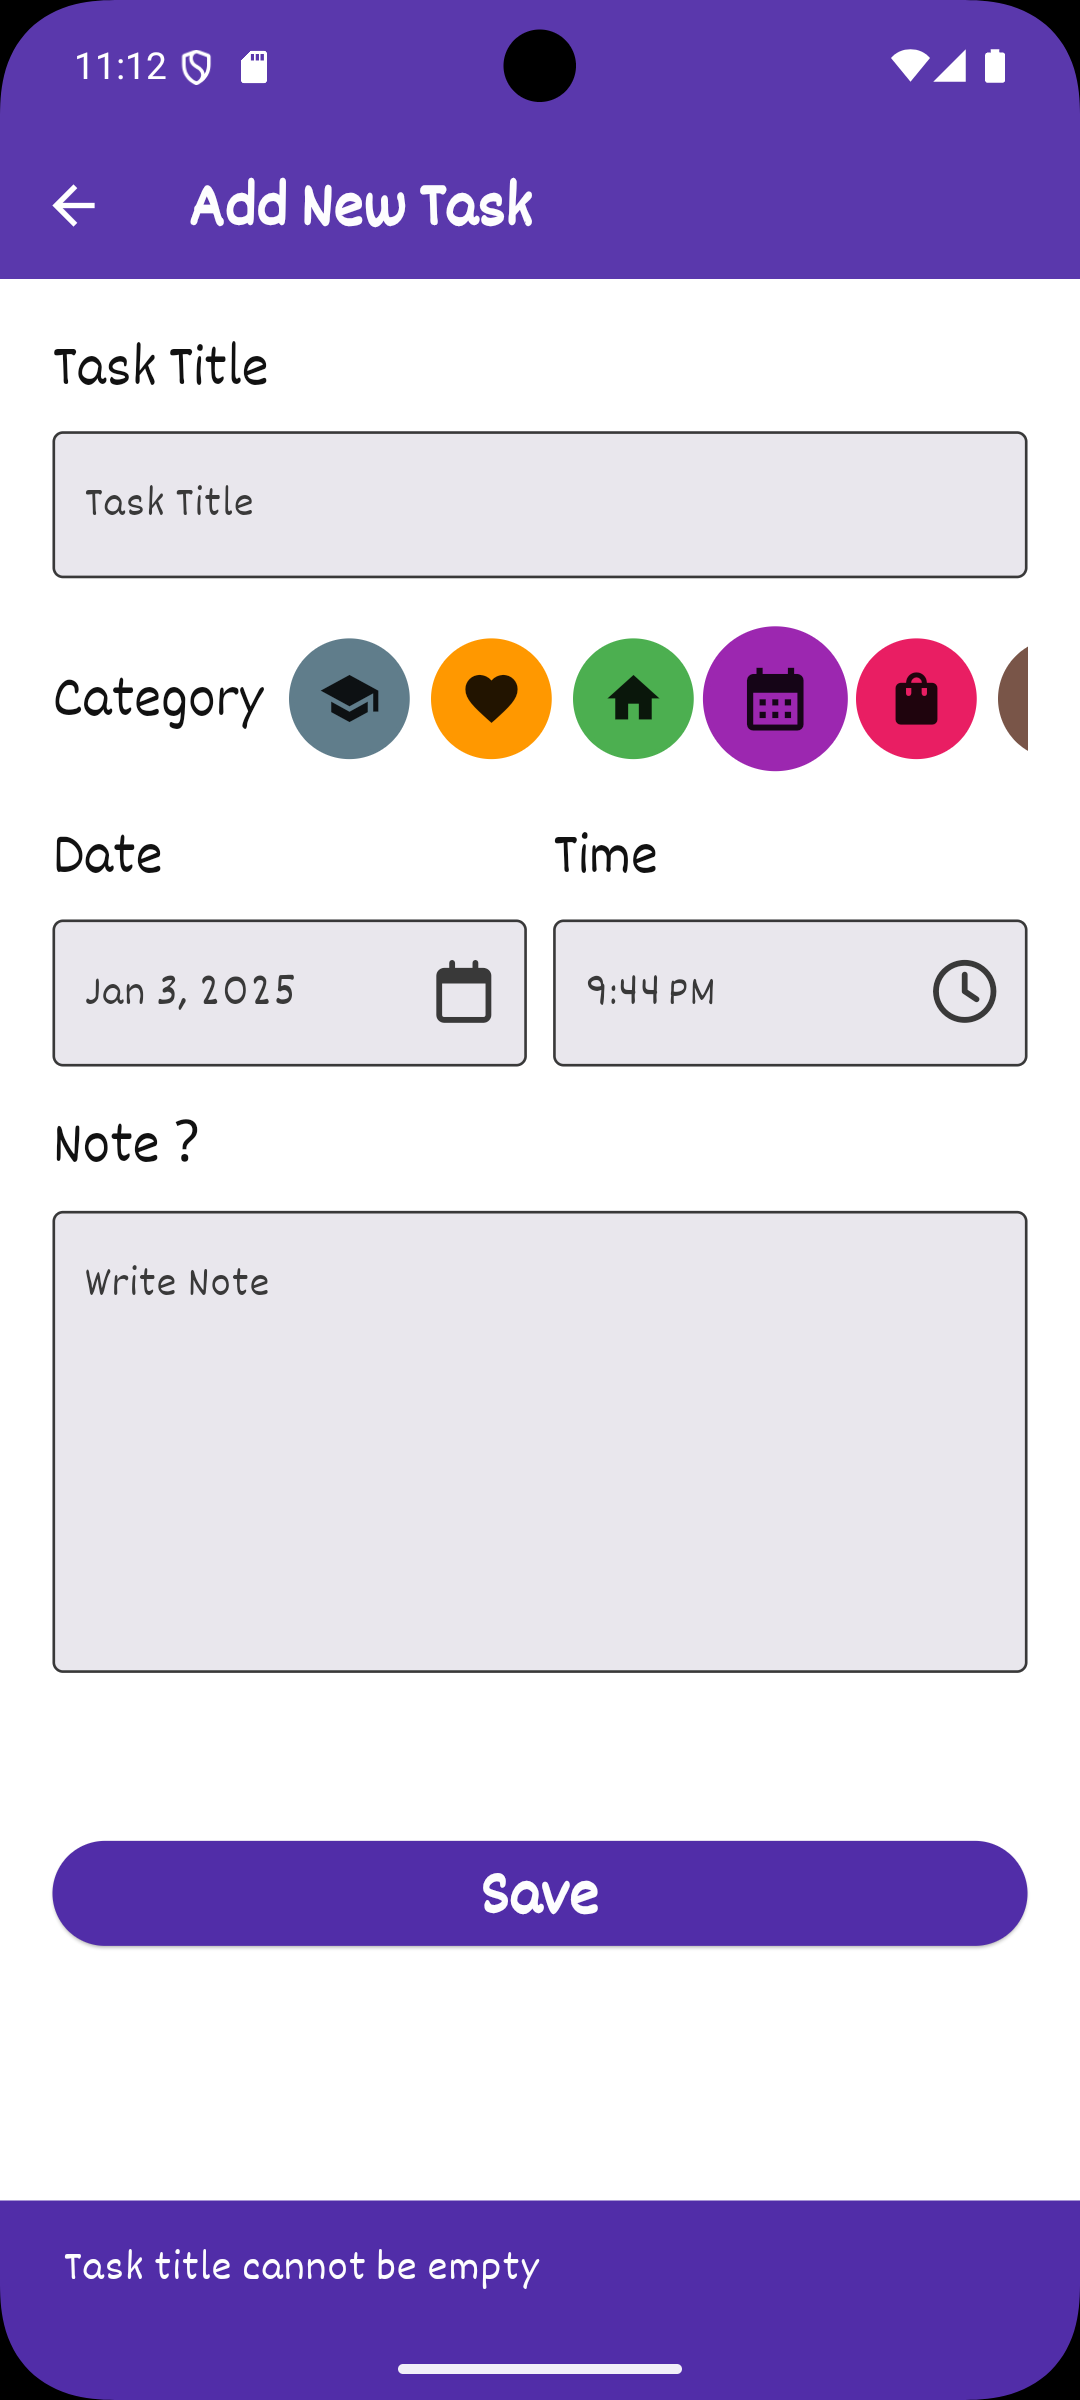 11:12
Add New Task
Task Title
Task Title
Category
Date
Time
Jan 3, 2025
9:44 PM
Note ?
Write Note
Save
Task title cannot be empty